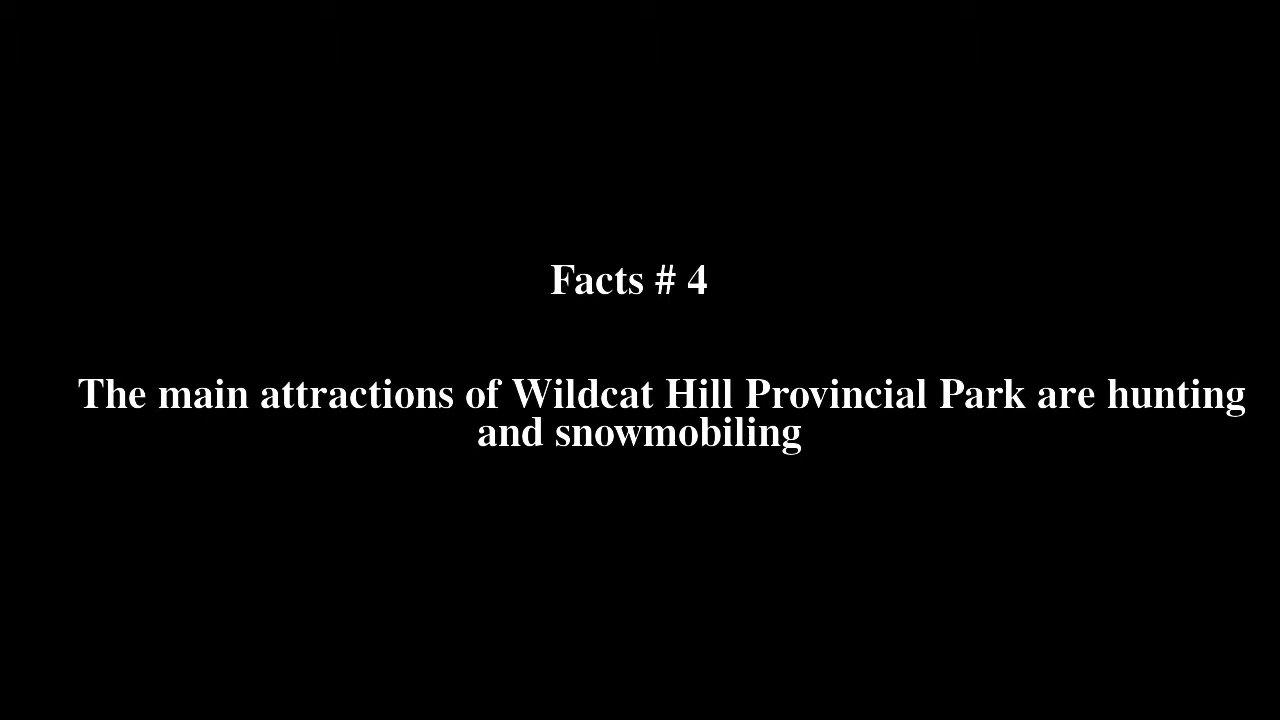 Facts # 4
The main attractions of Wildcat Hill Provincial Park are hunting
and snowmobiling